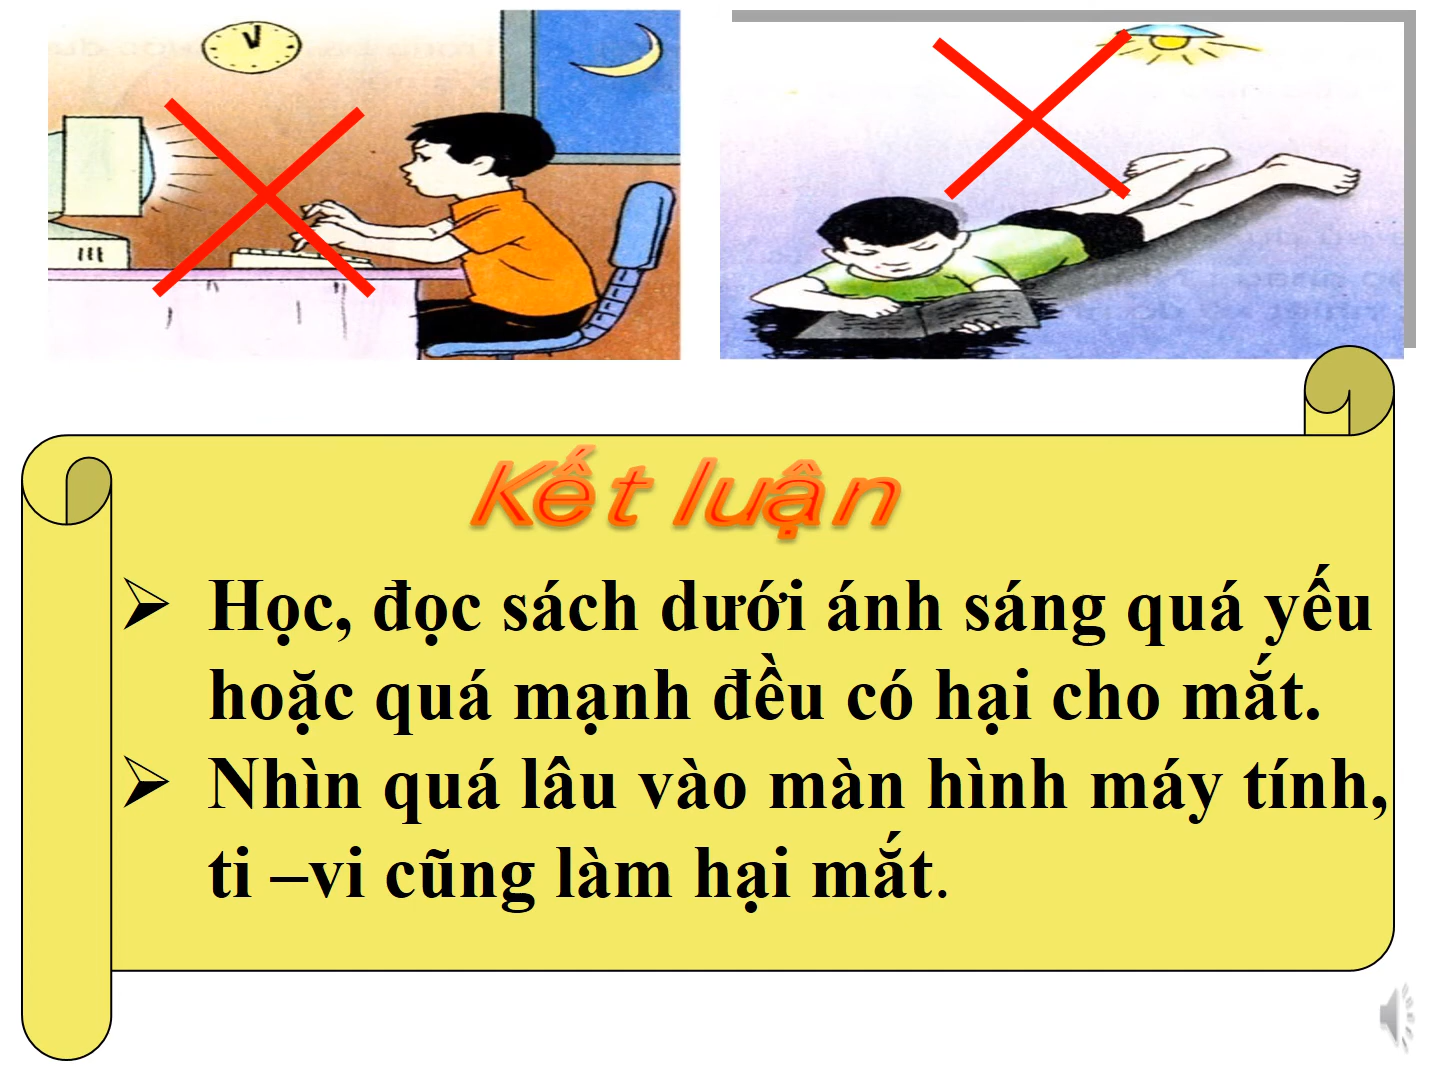 Kết luận
Học, đọc sách dưới ánh sáng quá yếu
hoặc quá mạnh đều có hại cho mắt.
Nhìn quá lâu vào màn hình máy tính,
ti –vi cũng làm hại mắt.